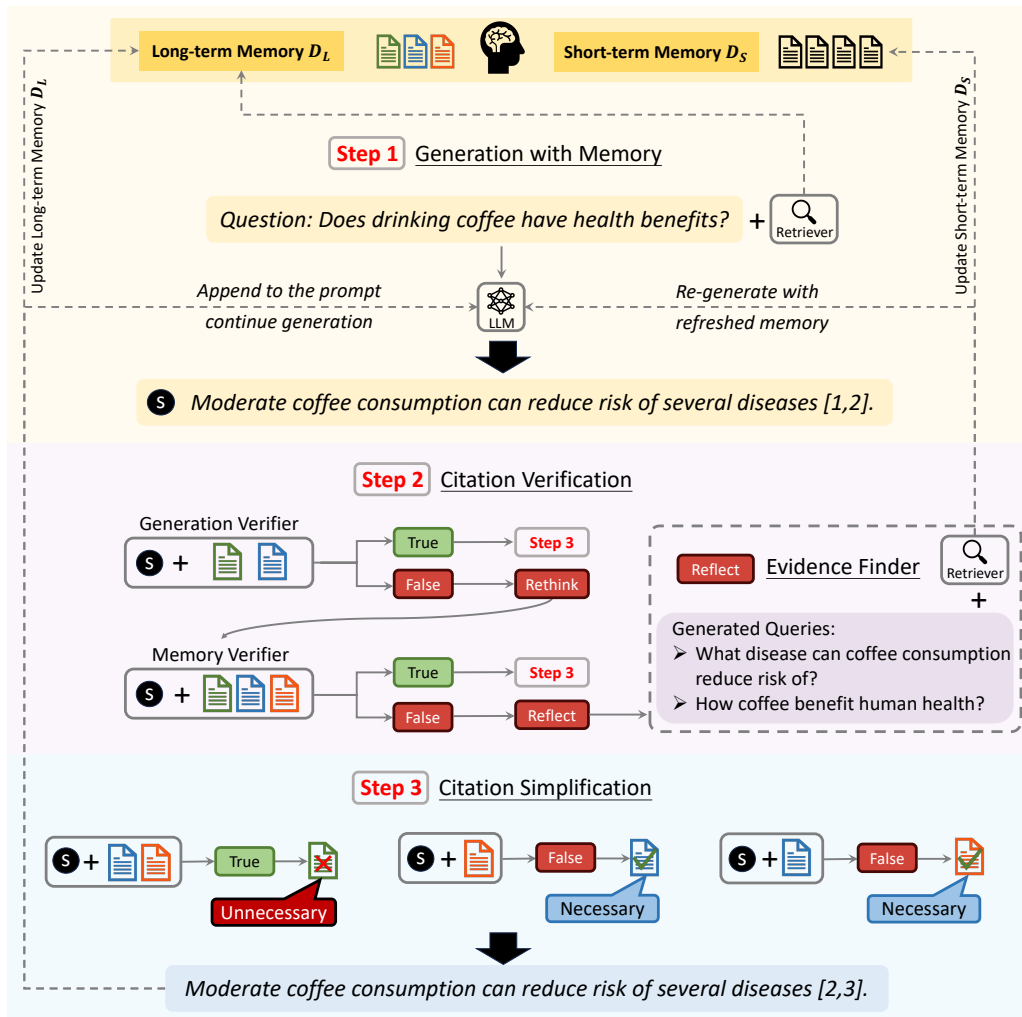 Long-term Memory D_L
Short-term Memory D_S
Update Long-term Memory D_L
Update Short-term Memory D_S
Step 1 Generation with Memory
Question: Does drinking coffee have health benefits?
+
Retriever
Append to the prompt
continue generation
LLM
Re-generate with
refreshed memory
S Moderate coffee consumption can reduce risk of several diseases [1,2].
Step 2 Citation Verification
Generation Verifier
S +
True
Step 3
False
Rethink
Memory Verifier
S +
True
Step 3
False
Reflect
Reflect Evidence Finder
Retriever
+
Generated Queries:
➢ What disease can coffee consumption
reduce risk of?
➢ How coffee benefit human health?
Step 3 Citation Simplification
S +
True
Unnecessary
S +
False
Necessary
S +
False
Necessary
Moderate coffee consumption can reduce risk of several diseases [2,3].